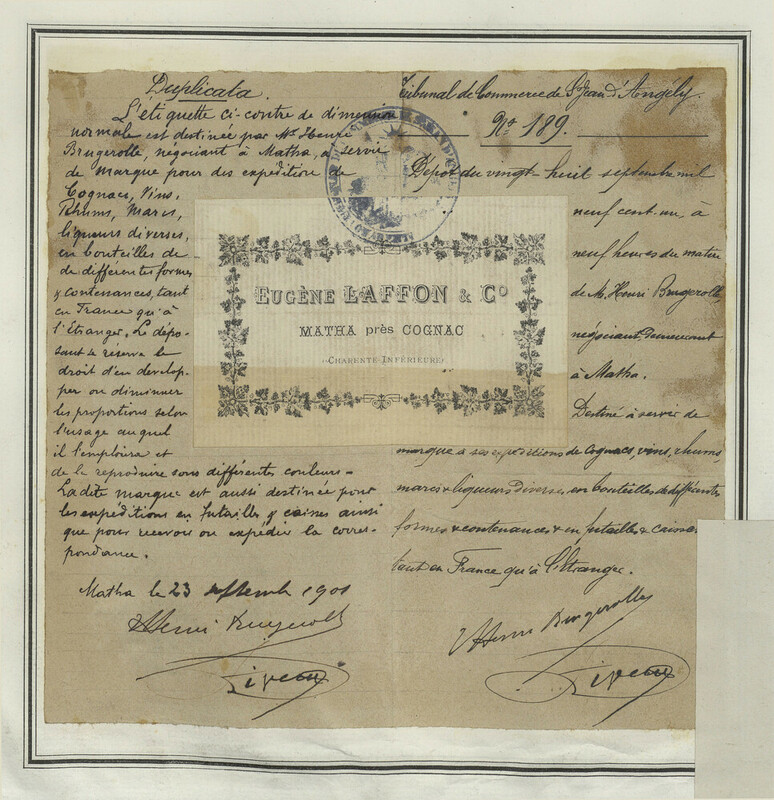 Duplicata.
L'étiquette ci-contre de dimension
normale est destinée par Mr Henri
Brugerolle, négociant à Matha, à servir
de marque pour des expédition de
Cognacs, Vins,
Rhums, Marcs,
liqueurs diverses,
en bouteilles de
de différentes formes
& contenances, tant
en France qu'à
l'Etranger. Le dépo-
sant se réserve le
droit d'en dévelop-
per ou diminuer
les proportions selon
l'usage auquel
il l'emploira et
de la reproduire sous différentes couleurs -
Ladite marque est aussi destinée pour
les expéditions en futailles & caisses ainsi
que pour recevoir ou expédier la corres-
pondance.
Matha le 23 septembre 1901
Henri Brugerolle
EUGÈNE LAFFON & Co
MATHA près COGNAC
(CHARENTE INFÉRIEURE)
Tribunal de Commerce de St Jean d'Angély.
No 189.
Dépôt du vingt-huit septembre mil
neuf cent-un, à
neuf heures du matin
de M. Henri Brugerolle,
négociant, demeurant
à Matha.
Destiné à servir de
marque à ses expéditions de Cognacs, vins, rhums,
marcs & liqueurs diverses, en bouteilles de différentes
formes & contenances & en futailles & caisses
tant en France qu'à l'étranger.
Henri Brugerolle